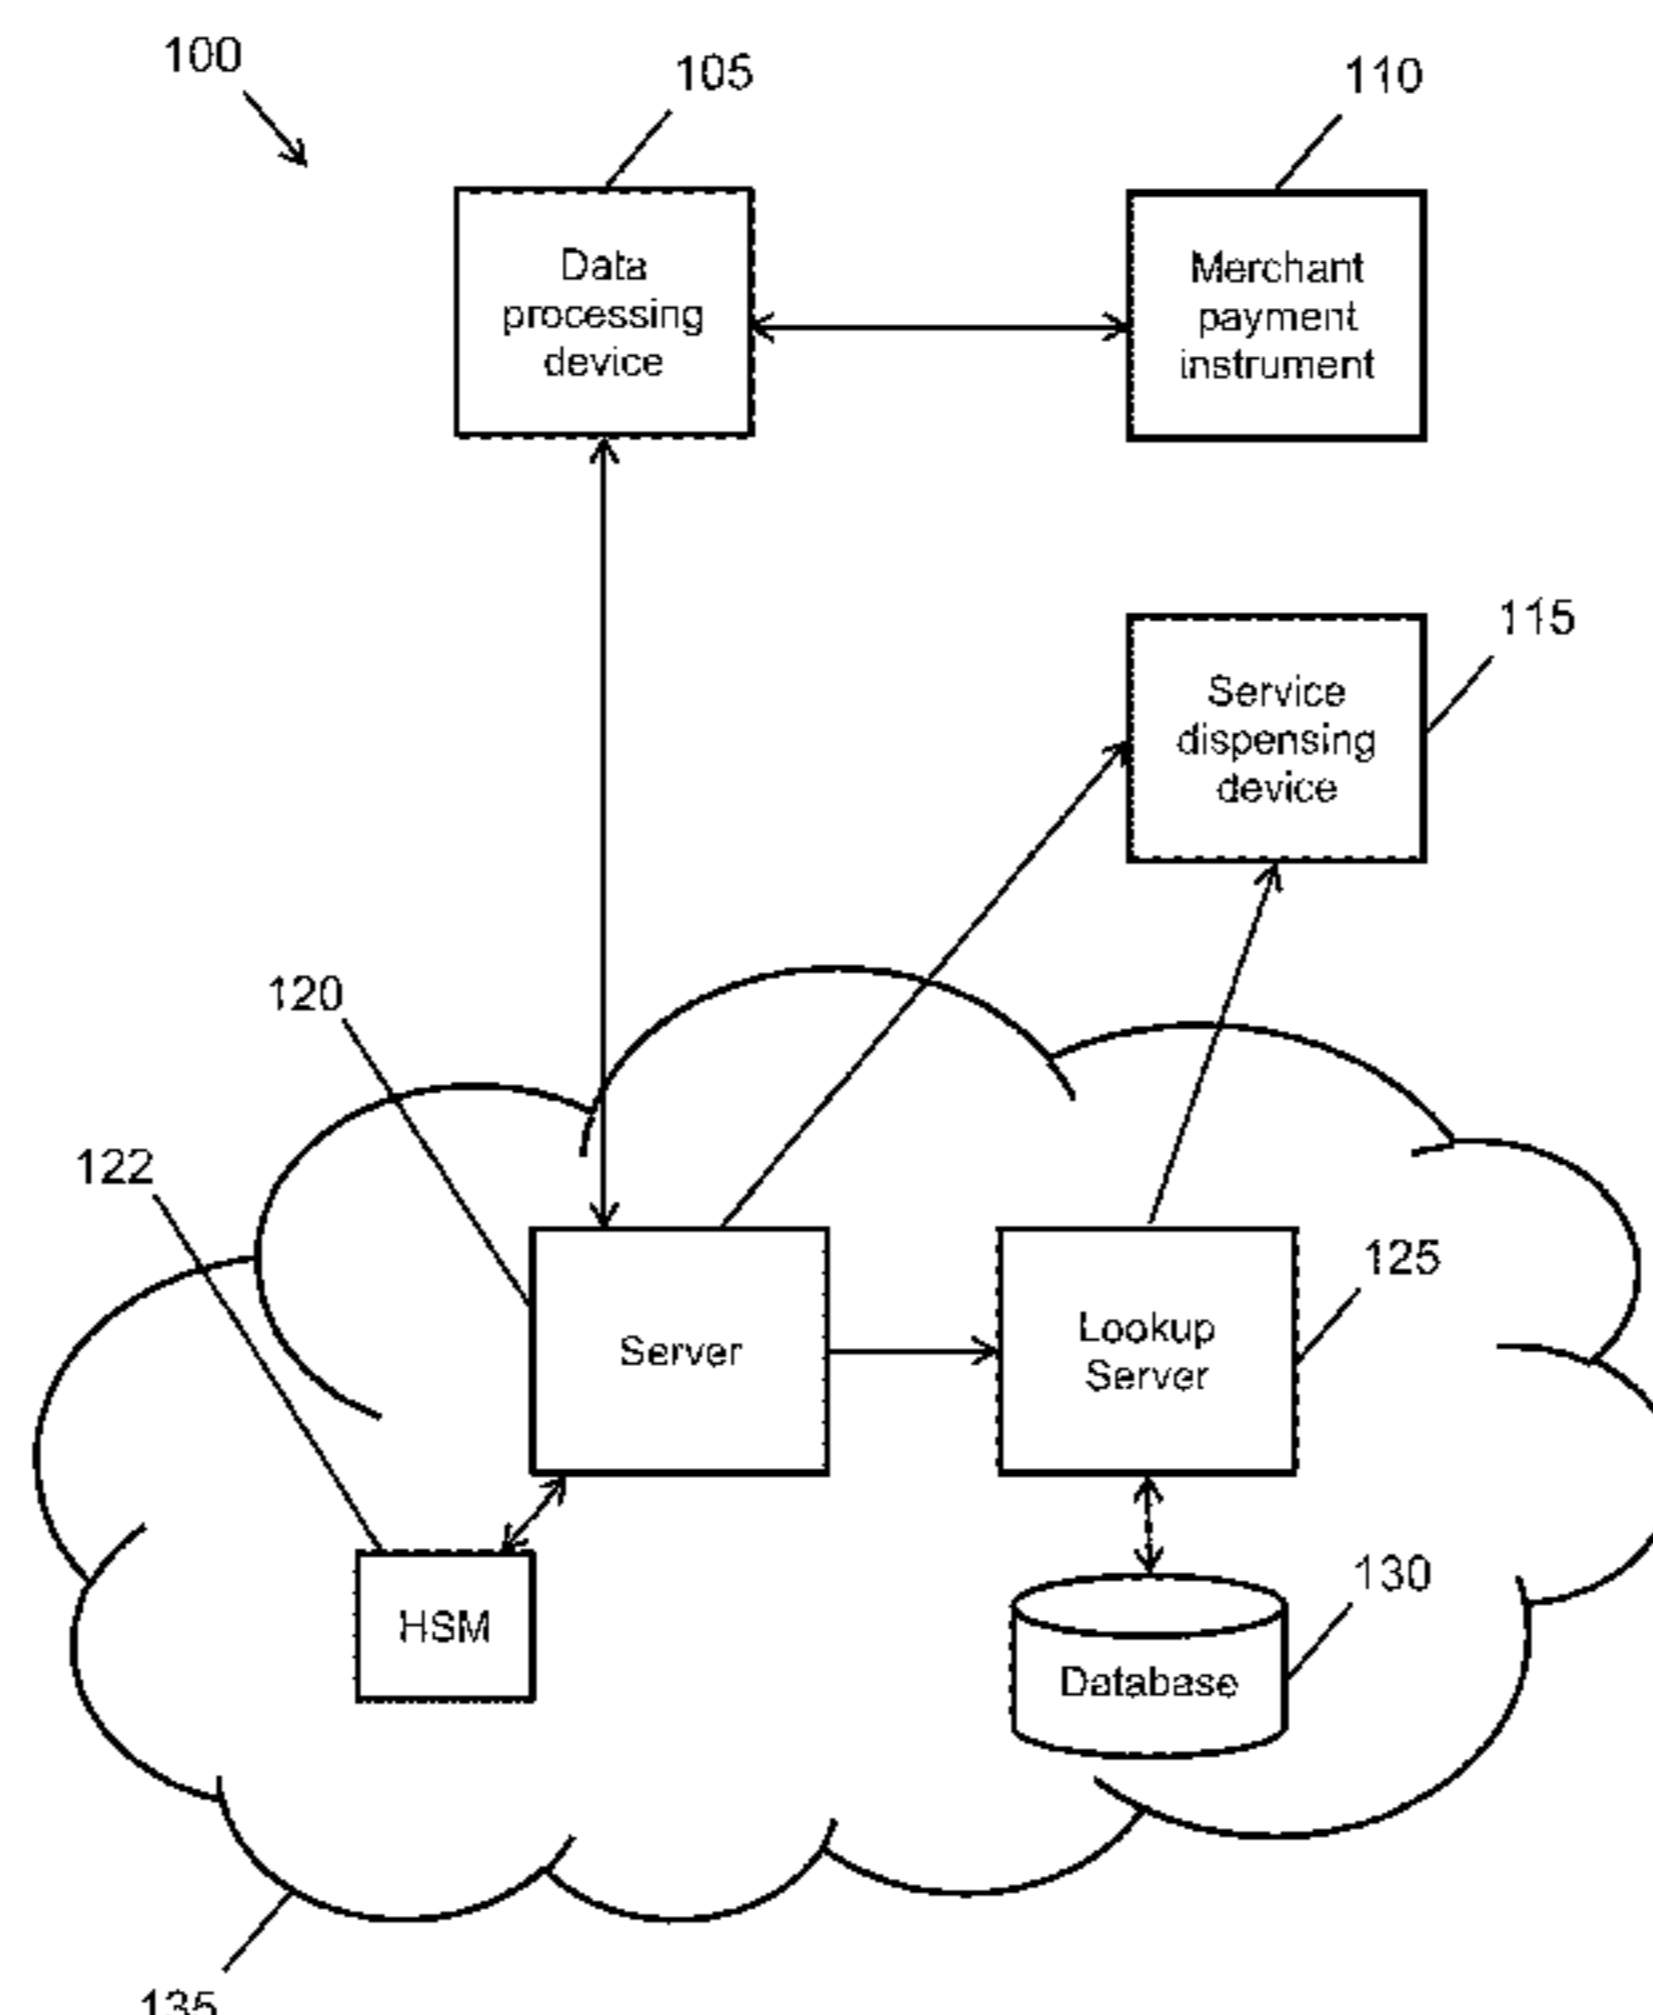 100
105
110
Data
processing
device
Merchant
payment
instrument
115
Service
dispensing
device
120
122
125
Server
Lookup
Server
130
HSM
Database
135